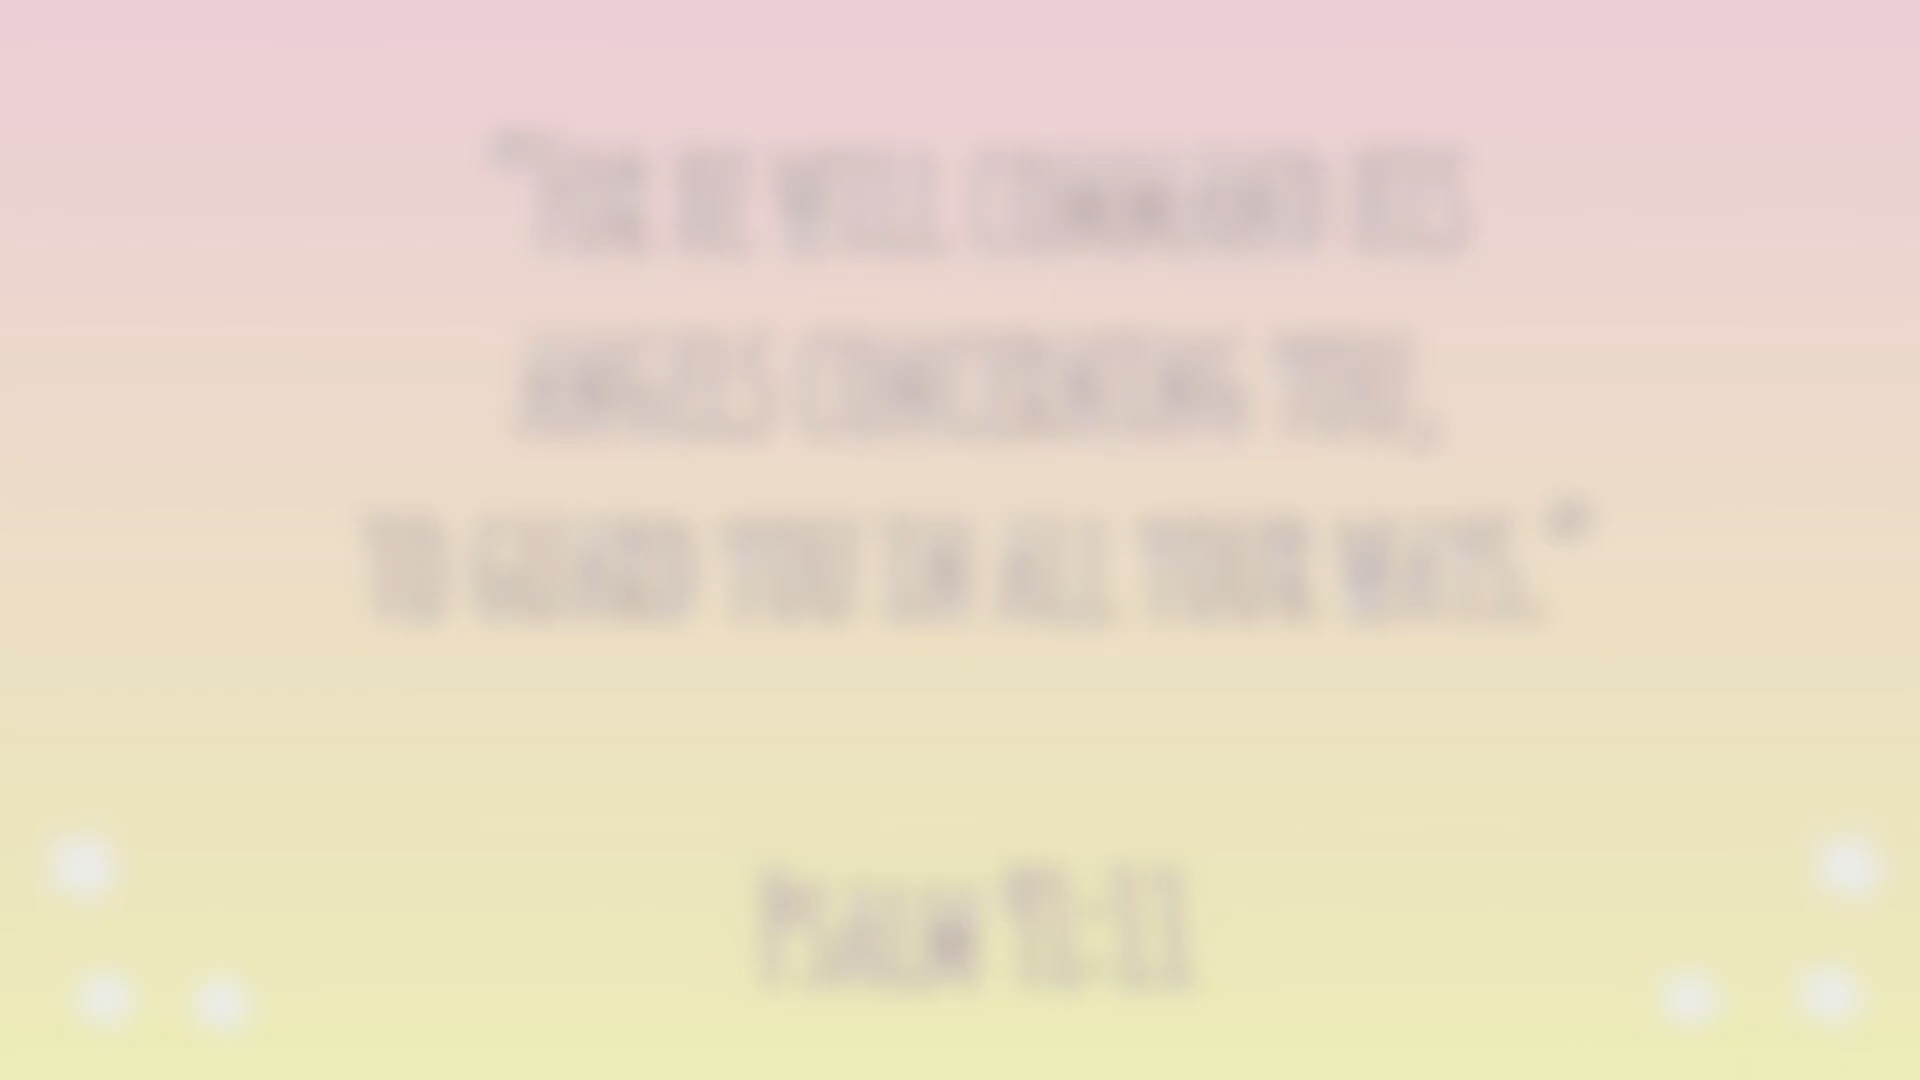 "FOR HE WILL COMMAND HIS
ANGELS CONCERNING YOU,
TO GUARD YOU IN ALL YOUR WAYS."
PSALM 91:11